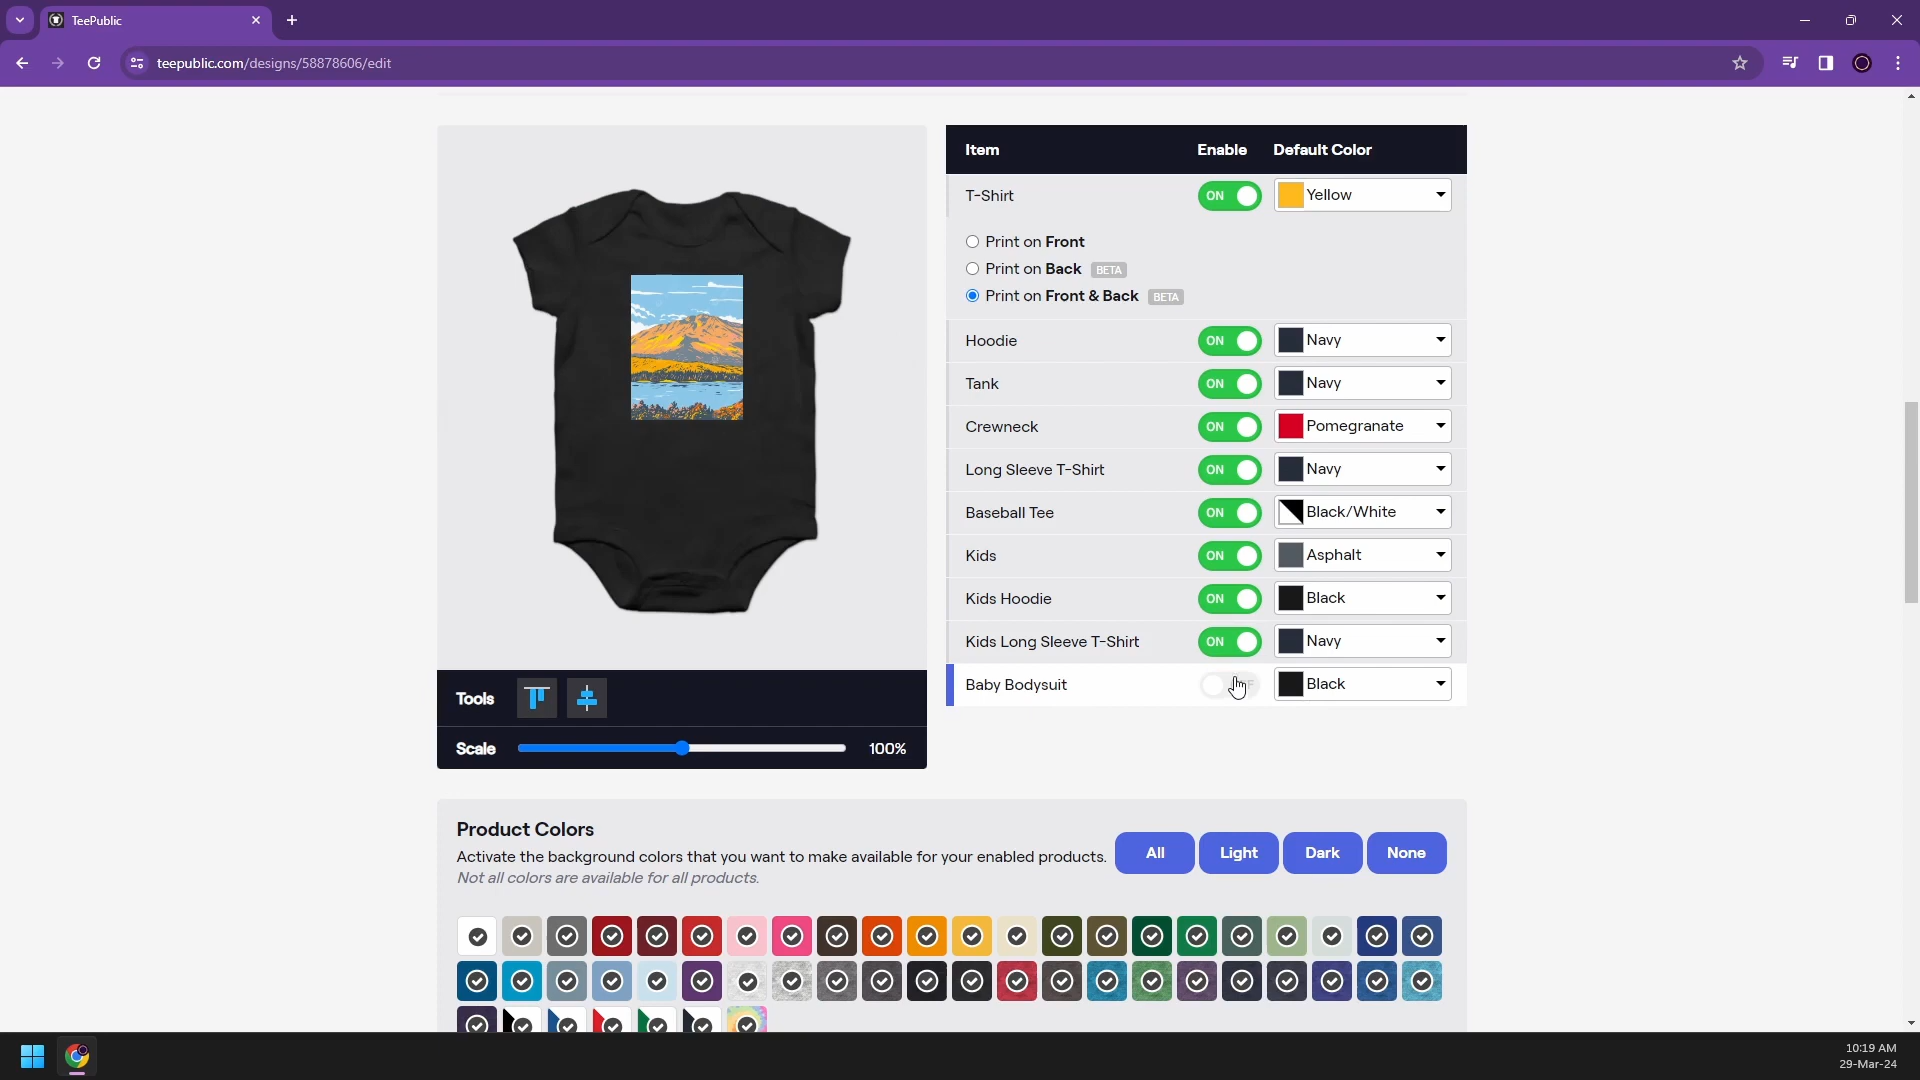 TeePublic
teepublic.com/designs/58878606/edit
Item Enable Default Color
T-Shirt ON Yellow
Print on Front
Print on Back BETA
Print on Front & Back BETA
Hoodie ON Navy
Tank ON Navy
Crewneck ON Pomegranate
Long Sleeve T-Shirt ON Navy
Baseball Tee ON Black/White
Kids ON Asphalt
Kids Hoodie ON Black
Kids Long Sleeve T-Shirt ON Navy
Baby Bodysuit Black
Tools
Scale 100%
Product Colors
Activate the background colors that you want to make available for your enabled products.
Not all colors are available for all products.
All Light Dark None
10:19 AM
29-Mar-24